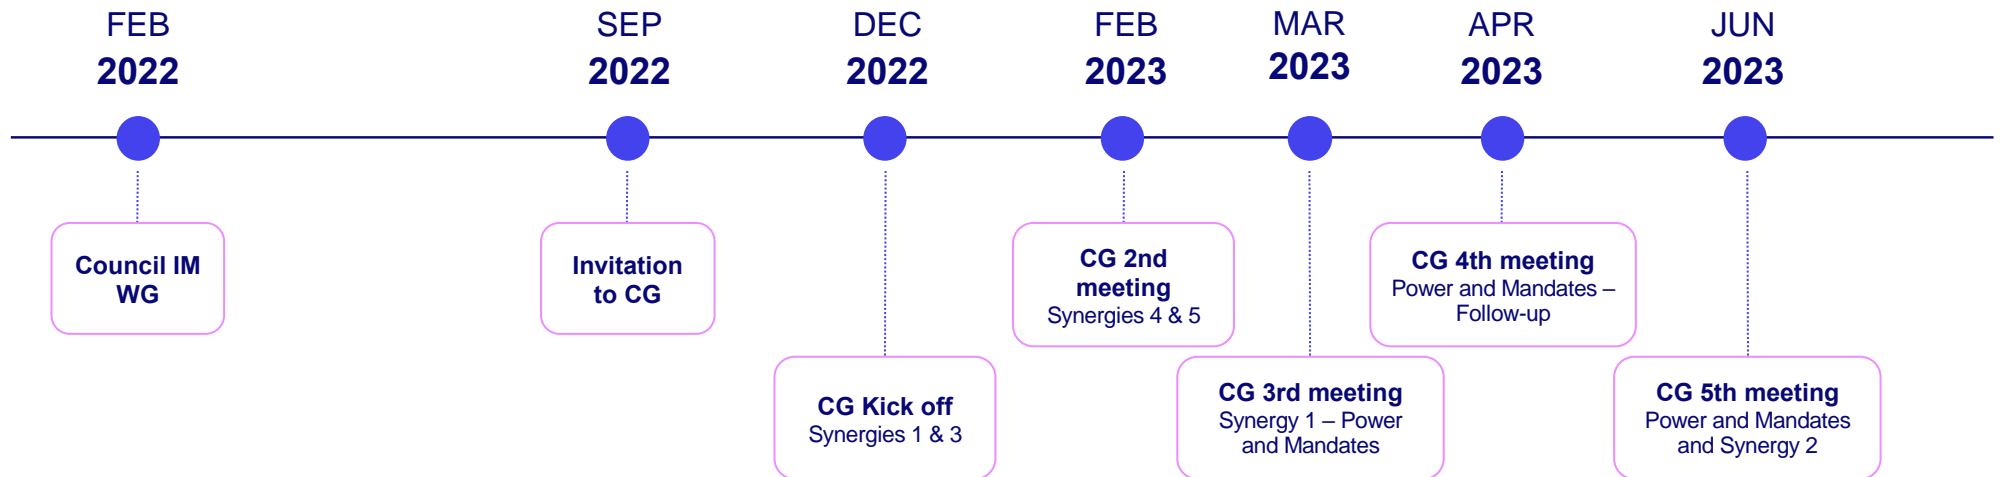 FEB
2022
SEP
2022
DEC
2022
FEB
2023
MAR
2023
APR
2023
JUN
2023
Council IM
WG
Invitation
to CG
CG Kick off
Synergies 1 & 3
CG 2nd
meeting
Synergies 4 & 5
CG 3rd meeting
Synergy 1 – Power
and Mandates
CG 4th meeting
Power and Mandates –
Follow-up
CG 5th meeting
Power and Mandates
and Synergy 2